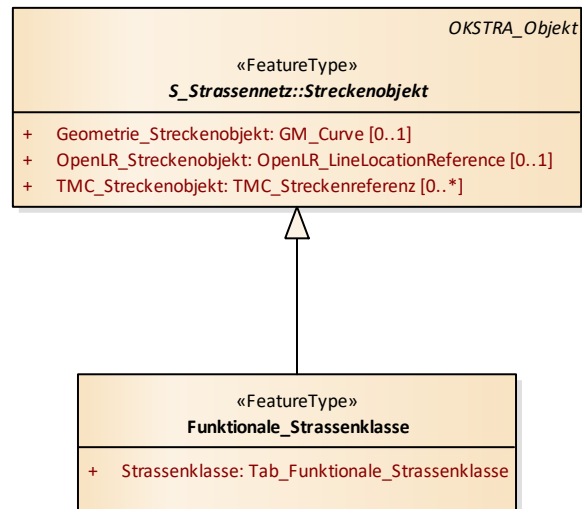 OKSTRA_Objekt
«FeatureType»
S_Strassennetz::Streckenobjekt
+ Geometrie_Streckenobjekt: GM_Curve [0..1]
+ OpenLR_Streckenobjekt: OpenLR_LineLocationReference [0..1]
+ TMC_Streckenobjekt: TMC_Streckenreferenz [0..*]
«FeatureType»
Funktionale_Strassenklasse
+ Strassenklasse: Tab_Funktionale_Strassenklasse